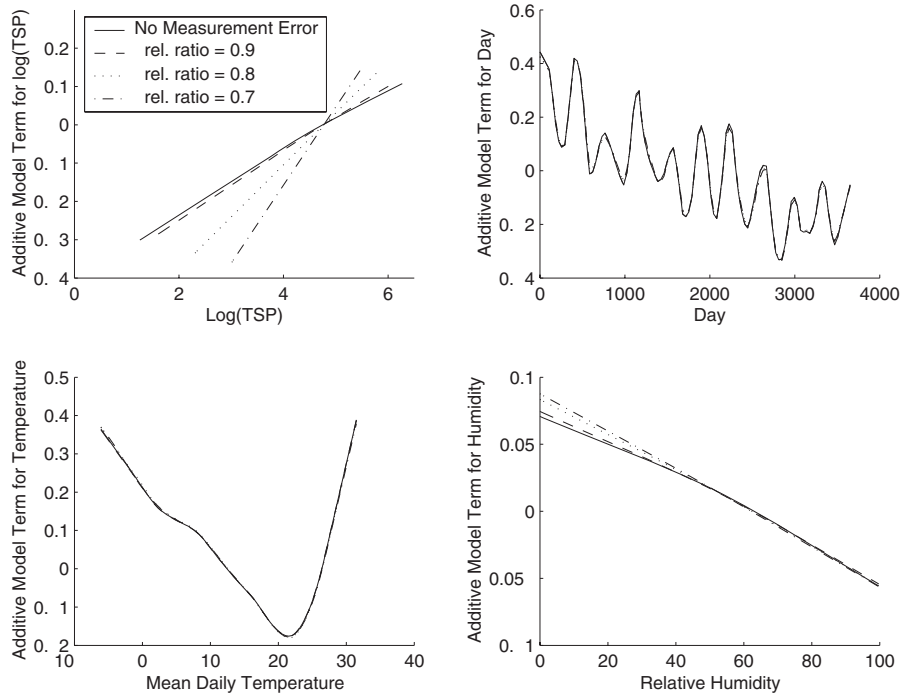 Additive Model Term for log(TSP)
0.2
0.1
0
0. 1
0. 2
0. 3
0. 4
No Measurement Error
rel. ratio = 0.9
rel. ratio = 0.8
rel. ratio = 0.7
0 2 4 6
Log(TSP)
Additive Model Term for Day
0.6
0.4
0.2
0
0.2
0. 4
0 1000 2000 3000 4000
Day
Additive Model Term for Temperature
0.5
0.4
0.3
0.2
0.1
0
0. 1
0. 2
10 0 10 20 30 40
Mean Daily Temperature
Additive Model Term for Humidity
0.1
0.05
0
0.05
0. 1
0 20 40 60 80 100
Relative Humidity